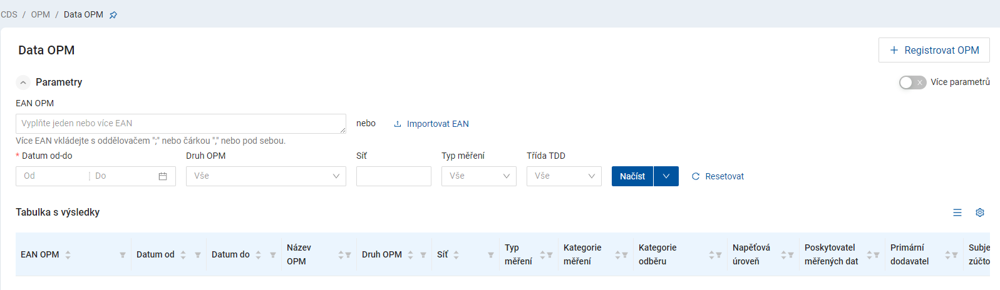 CDS / OPM / Data OPM
Data OPM
+ Registrovat OPM
Parametry
Více parametrů
EAN OPM
Vyplňte jeden nebo více EAN
nebo
Importovat EAN
Více EAN vkládejte s oddělovačem ";" nebo čárkou "," nebo pod sebou.
* Datum od-do
Druh OPM
Síť
Typ měření
Třída TDD
Od
Do
Vše
Vše
Vše
Načíst
Resetovat
Tabulka s výsledky
EAN OPM
Datum od
Datum do
Název
OPM
Druh OPM
Síť
Typ
měření
Kategorie
měření
Kategorie
odběru
Napěťová
úroveň
Poskytovatel
měřených dat
Primární
dodavatel
Subje
zúčto